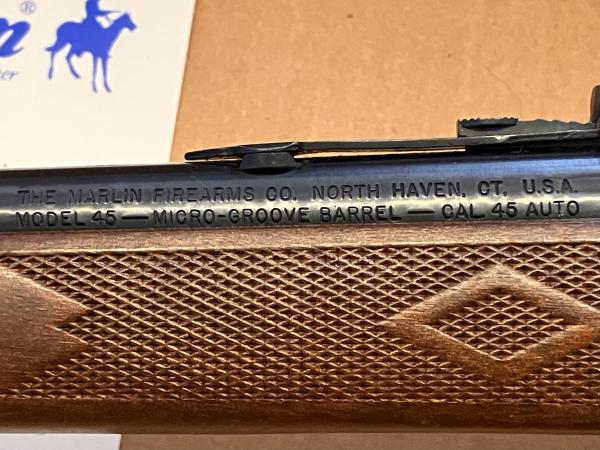 ®
THE MARLIN FIREARMS CO. NORTH HAVEN, CT. U.S.A.
MODEL 45 — MICRO-GROOVE BARREL — CAL. 45 AUTO